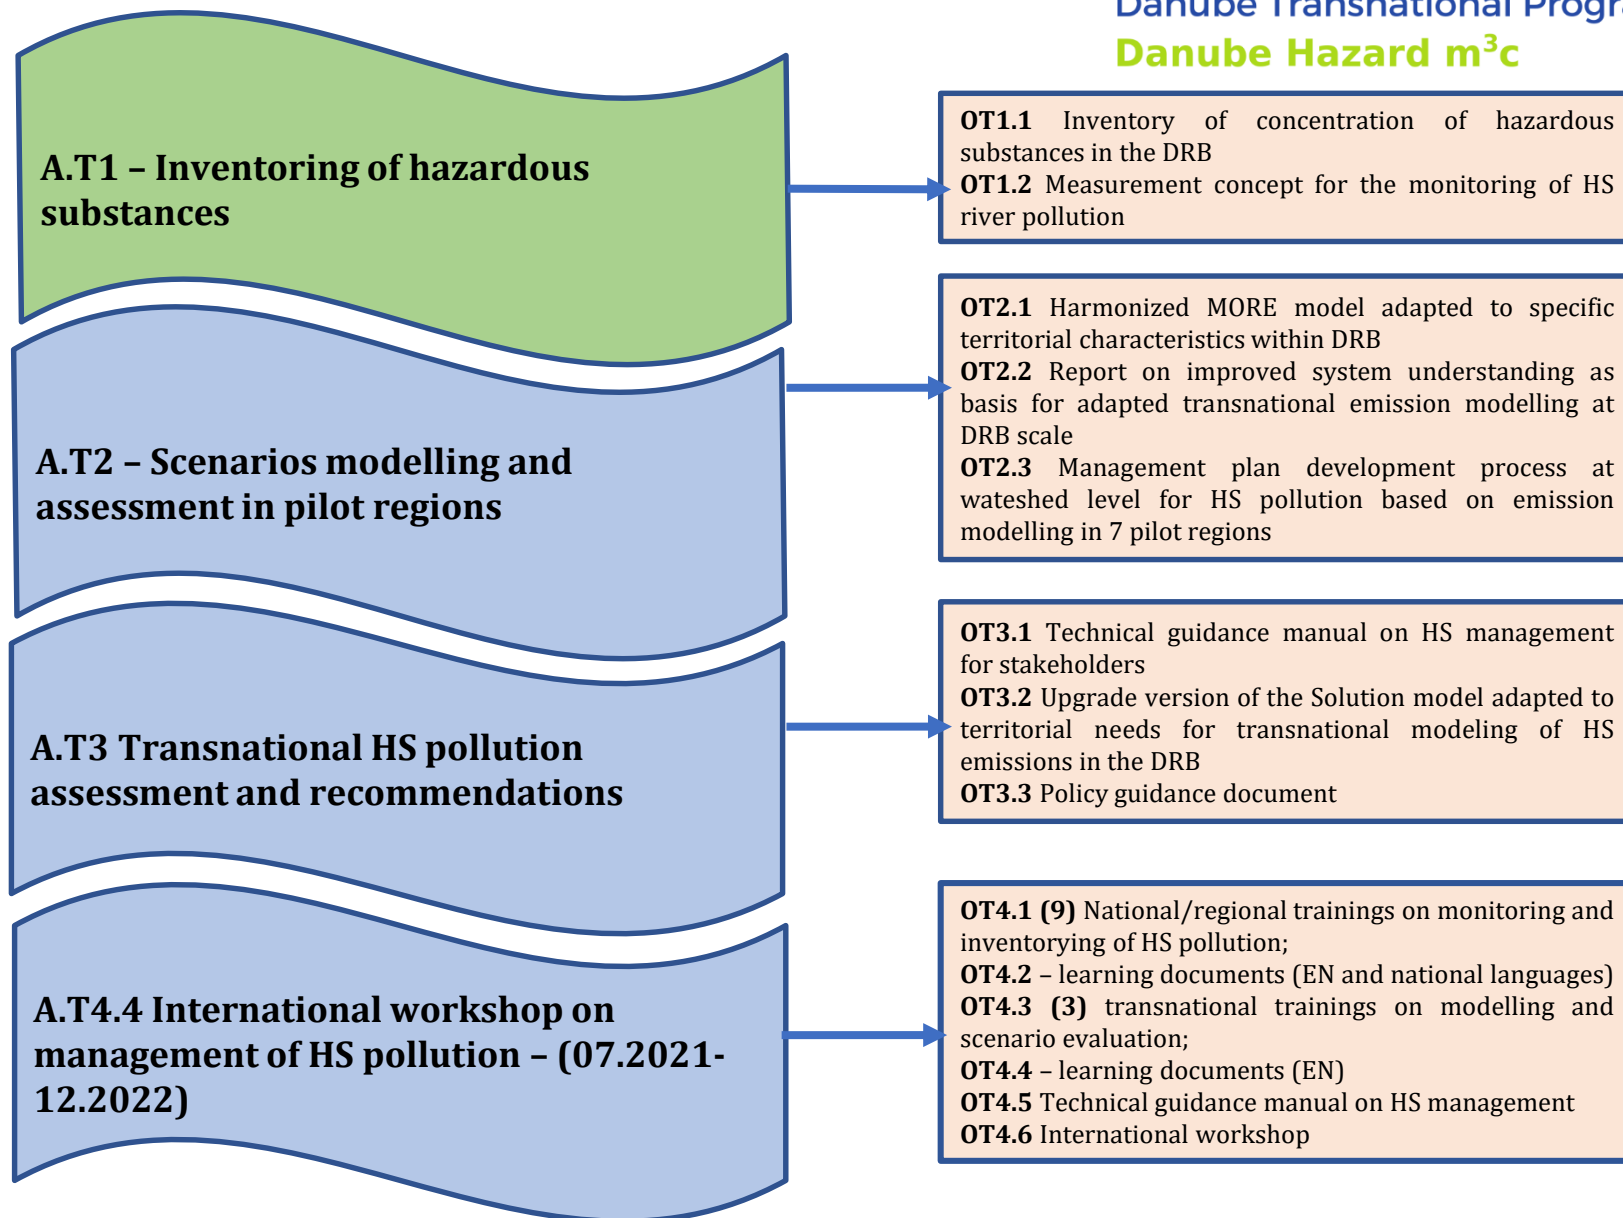 Danube Transnational Progra
Danube Hazard m³c
A.T1 – Inventoring of hazardous
substances
OT1.1 Inventory of concentration of hazardous
substances in the DRB
OT1.2 Measurement concept for the monitoring of HS
river pollution
A.T2 – Scenarios modelling and
assessment in pilot regions
OT2.1 Harmonized MORE model adapted to specific
territorial characteristics within DRB
OT2.2 Report on improved system understanding as
basis for adapted transnational emission modelling at
DRB scale
OT2.3 Management plan development process at
wateshed level for HS pollution based on emission
modelling in 7 pilot regions
A.T3 Transnational HS pollution
assessment and recommendations
OT3.1 Technical guidance manual on HS management
for stakeholders
OT3.2 Upgrade version of the Solution model adapted to
territorial needs for transnational modeling of HS
emissions in the DRB
OT3.3 Policy guidance document
A.T4.4 International workshop on
management of HS pollution – (07.2021-
12.2022)
OT4.1 (9) National/regional trainings on monitoring and
inventorying of HS pollution;
OT4.2 – learning documents (EN and national languages)
OT4.3 (3) transnational trainings on modelling and
scenario evaluation;
OT4.4 – learning documents (EN)
OT4.5 Technical guidance manual on HS management
OT4.6 International workshop